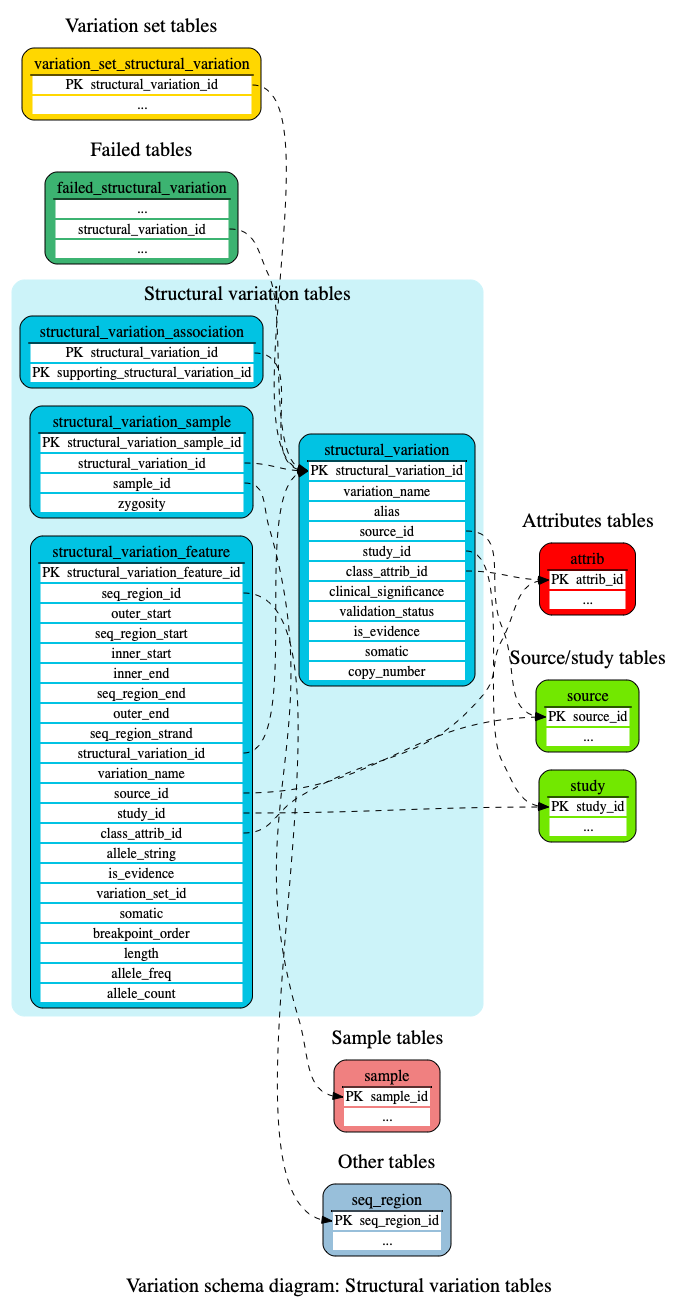 Variation set tables
variation_set_structural_variation
PK structural_variation_id
...
Failed tables
failed_structural_variation
...
structural_variation_id
...
Structural variation tables
structural_variation_association
PK structural_variation_id
PK supporting_structural_variation_id
structural_variation_sample
PK structural_variation_sample_id
structural_variation_id
sample_id
zygosity
structural_variation_feature
PK structural_variation_feature_id
seq_region_id
outer_start
seq_region_start
inner_start
inner_end
seq_region_end
outer_end
seq_region_strand
structural_variation_id
variation_name
source_id
study_id
class_attrib_id
allele_string
is_evidence
variation_set_id
somatic
breakpoint_order
length
allele_freq
allele_count
structural_variation
PK structural_variation_id
variation_name
alias
source_id
study_id
class_attrib_id
clinical_significance
validation_status
is_evidence
somatic
copy_number
Attributes tables
attrib
PK attrib_id
...
Source/study tables
source
PK source_id
...
study
PK study_id
...
Sample tables
sample
PK sample_id
...
Other tables
seq_region
PK seq_region_id
...
Variation schema diagram: Structural variation tables